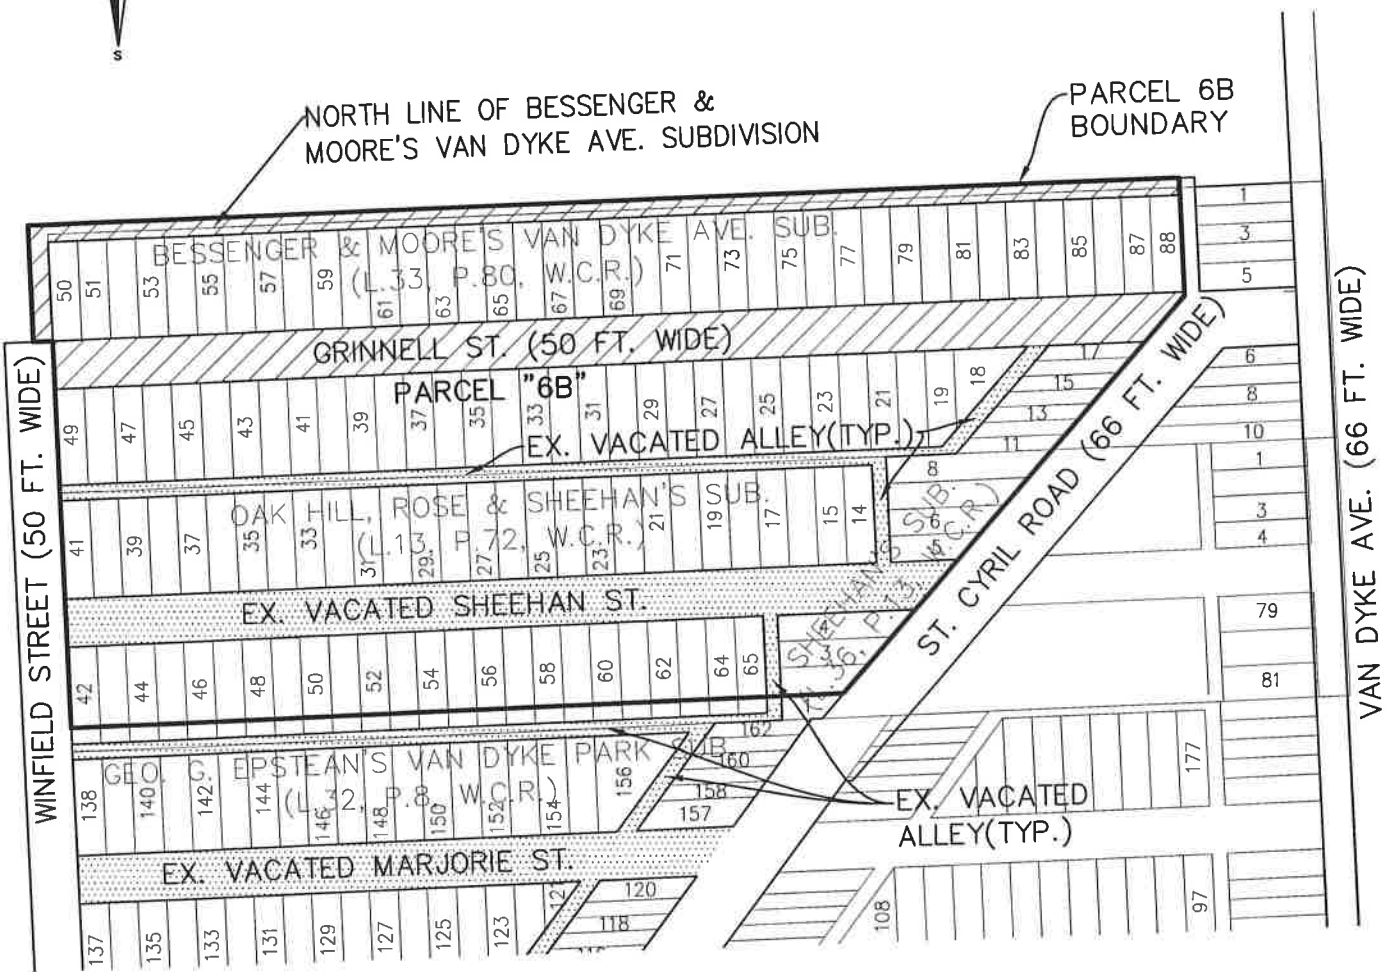 S
NORTH LINE OF BESSENGER &
MOORE'S VAN DYKE AVE. SUBDIVISION
PARCEL 6B
BOUNDARY
BESSENGER & MOORE'S VAN DYKE AVE. SUB.
(L.33, P.80, W.C.R.)
50 51 53 55 57 59 61 63 65 67 69 71 73 75 77 79 81 83 85 87 88
1
3
5
GRINNELL ST. (50 FT. WIDE)
PARCEL "6B"
49 47 45 43 41 39 37 35 33 31 29 27 25 23 21 19 18
17
15
13
11
6
8
10
EX. VACATED ALLEY(TYP.)
OAK HILL, ROSE & SHEEHAN'S SUB.
(L.13, P.72, W.C.R.)
41 39 37 35 33 31 29 27 25 23 21 19 17 15 14
8
6
5
1
3
4
SHEEHAN'S SUB.
P.13, W.C.R.)
EX. VACATED SHEEHAN ST.
42 44 46 48 50 52 54 56 58 60 62 64 65
4
3
79
81
WINFIELD STREET (50 FT. WIDE)
ST. CYRIL ROAD (66 FT. WIDE)
VAN DYKE AVE. (66 FT. WIDE)
GEO. G. EPSTEAN'S VAN DYKE PARK SUB.
P.8, W.C.R.)
138 140 142 144 146 148 150 152 154 156
162
160
158
157
177
EX. VACATED
ALLEY(TYP.)
EX. VACATED MARJORIE ST.
137 135 133 131 129 127 125 123
120
118
108
97